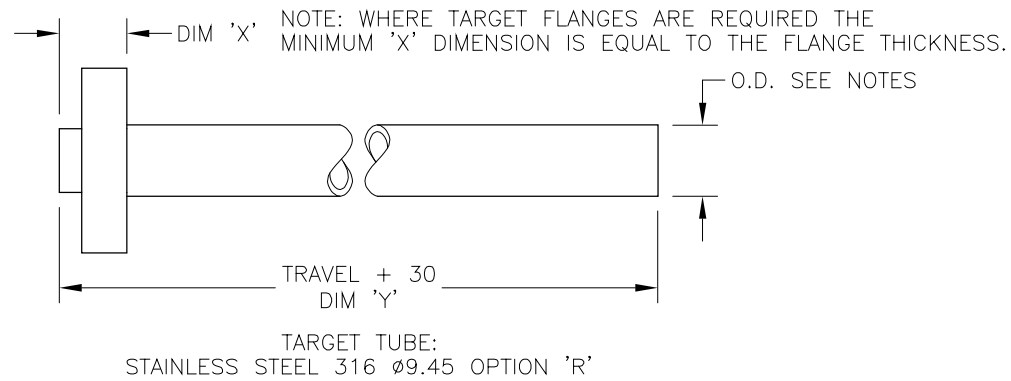 DIM 'X'
NOTE: WHERE TARGET FLANGES ARE REQUIRED THE
MINIMUM 'X' DIMENSION IS EQUAL TO THE FLANGE THICKNESS.
O.D. SEE NOTES
TRAVEL + 30
DIM 'Y'
TARGET TUBE:
STAINLESS STEEL 316 ø9.45 OPTION 'R'